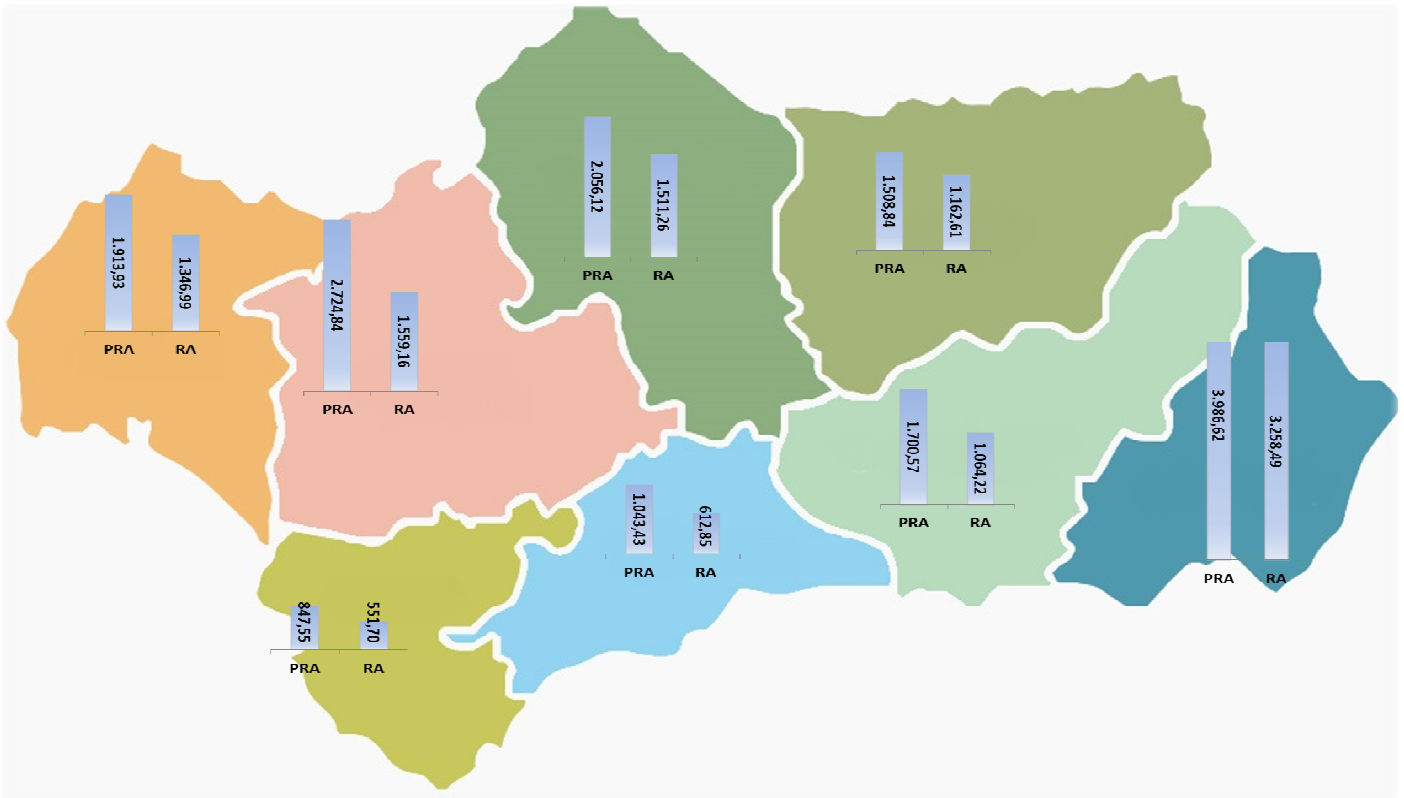 2.056,12
1.511,26
PRA RA
1.508,84
1.162,61
PRA RA
1.913,93
1.346,99
PRA RA
2.724,84
1.559,16
PRA RA
3.986,62
3.258,49
PRA RA
1.700,57
1.064,22
PRA RA
1.043,43
612,85
PRA RA
847,55
551,70
PRA RA